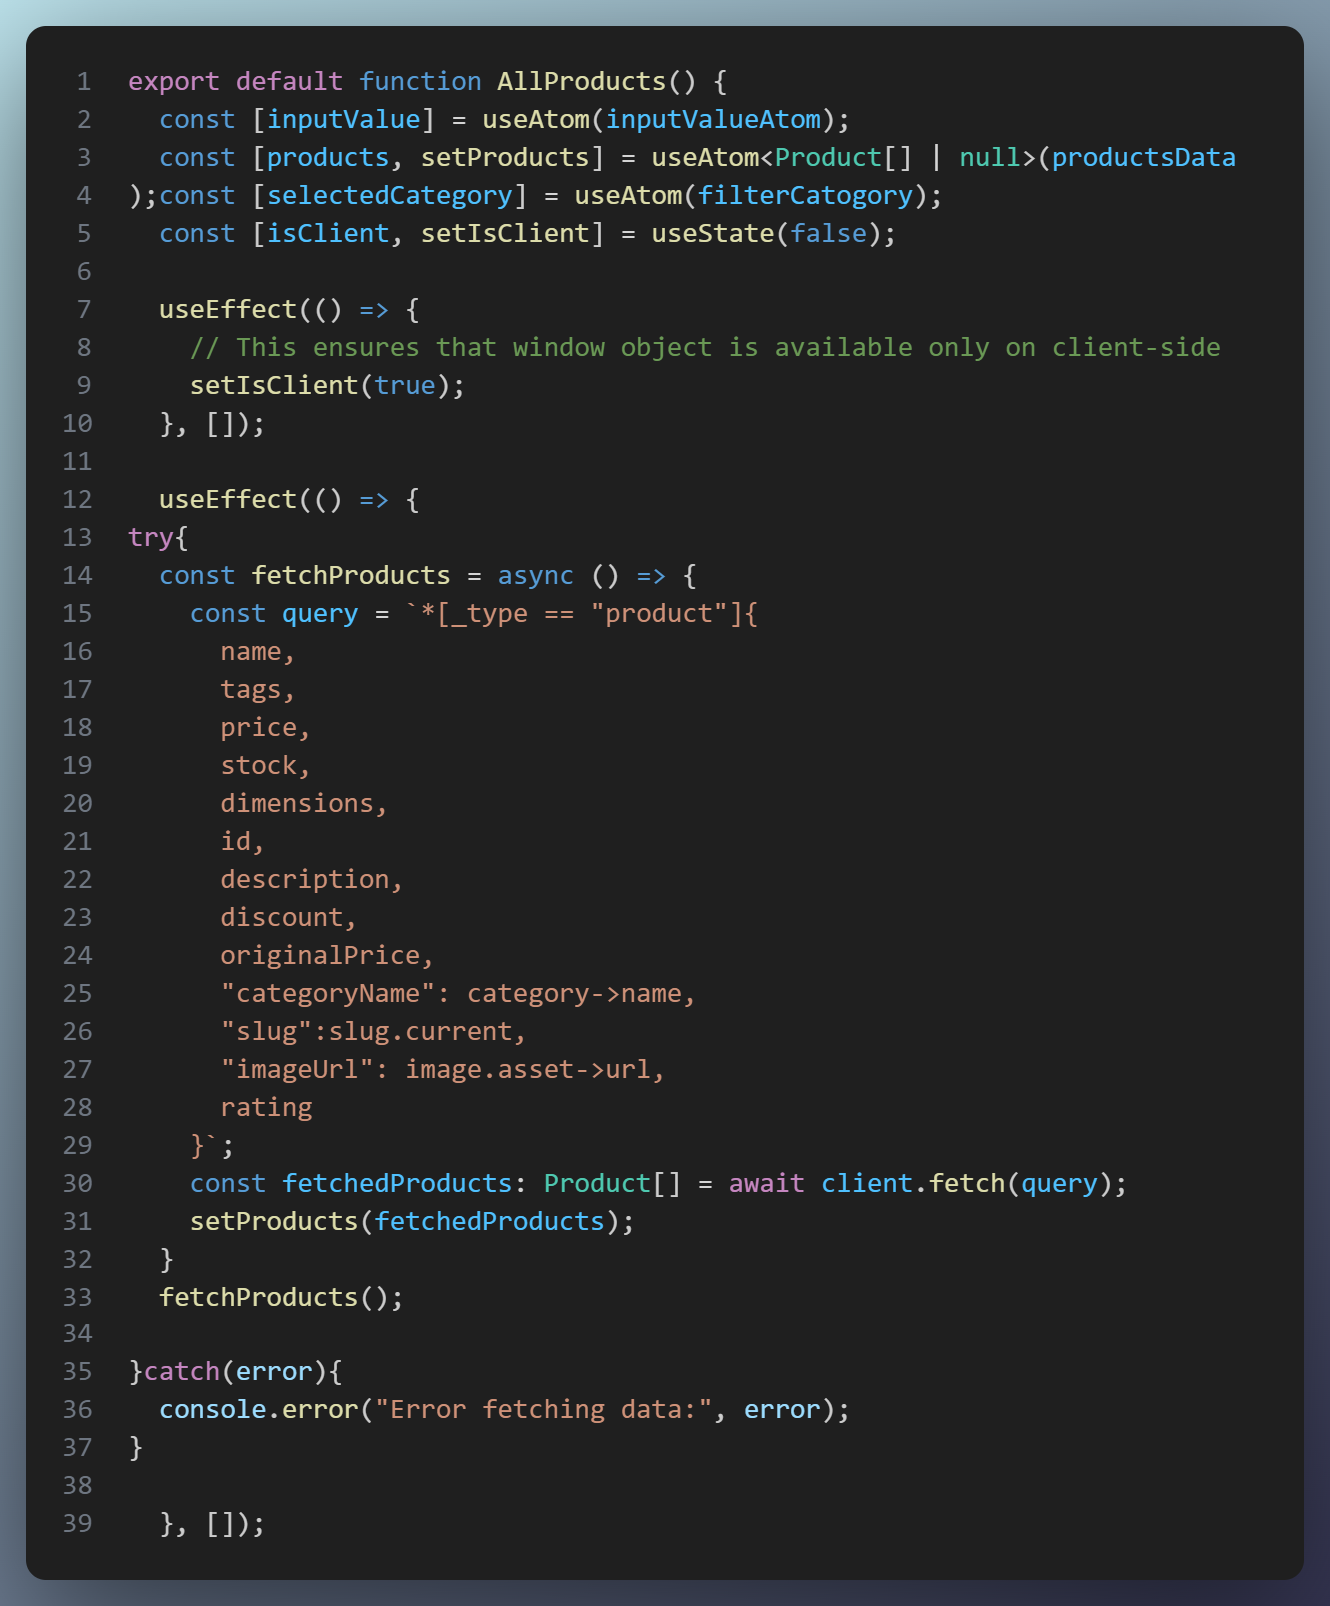 1 export default function AllProducts() {
2   const [inputValue] = useAtom(inputValueAtom);
3   const [products, setProducts] = useAtom<Product[] | null>(productsData
4 );const [selectedCategory] = useAtom(filterCatogory);
5   const [isClient, setIsClient] = useState(false);
6
7   useEffect(() => {
8     // This ensures that window object is available only on client-side
9     setIsClient(true);
10   }, []);
11
12   useEffect(() => {
13 try{
14   const fetchProducts = async () => {
15     const query = `*[_type == "product"]{
16       name,
17       tags,
18       price,
19       stock,
20       dimensions,
21       id,
22       description,
23       discount,
24       originalPrice,
25       "categoryName": category->name,
26       "slug":slug.current,
27       "imageUrl": image.asset->url,
28       rating
29     }`;
30     const fetchedProducts: Product[] = await client.fetch(query);
31     setProducts(fetchedProducts);
32   }
33   fetchProducts();
34
35 }catch(error){
36   console.error("Error fetching data:", error);
37 }
38
39   }, []);